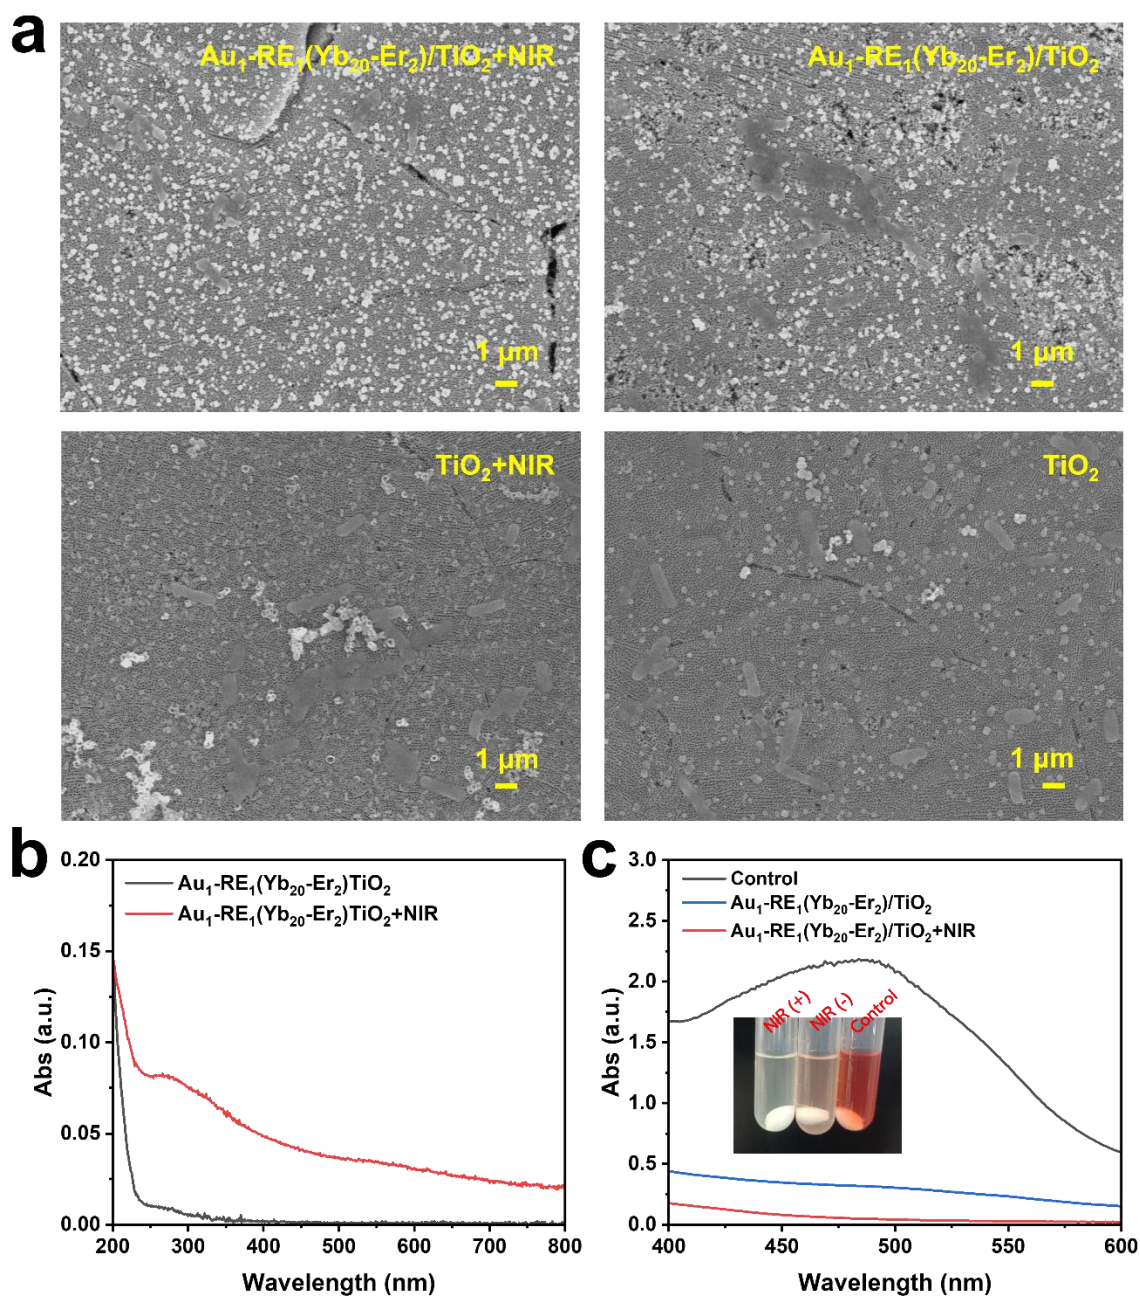 a
Au₁-RE₁(Yb₂₀-Er₂)/TiO₂+NIR
Au₁-RE₁(Yb₂₀-Er₂)/TiO₂
1 μm
1 μm
TiO₂+NIR
TiO₂
1 μm
1 μm
b
Au₁-RE₁(Yb₂₀-Er₂)TiO₂
Au₁-RE₁(Yb₂₀-Er₂)TiO₂+NIR
Abs (a.u.)
0.20
0.15
0.10
0.05
0.00
200 300 400 500 600 700 800
Wavelength (nm)
c
Control
Au₁-RE₁(Yb₂₀-Er₂)/TiO₂
Au₁-RE₁(Yb₂₀-Er₂)/TiO₂+NIR
NIR (+) NIR (-) Control
Abs (a.u.)
3.0
2.5
2.0
1.5
1.0
0.5
0.0
400 450 500 550 600
Wavelength (nm)